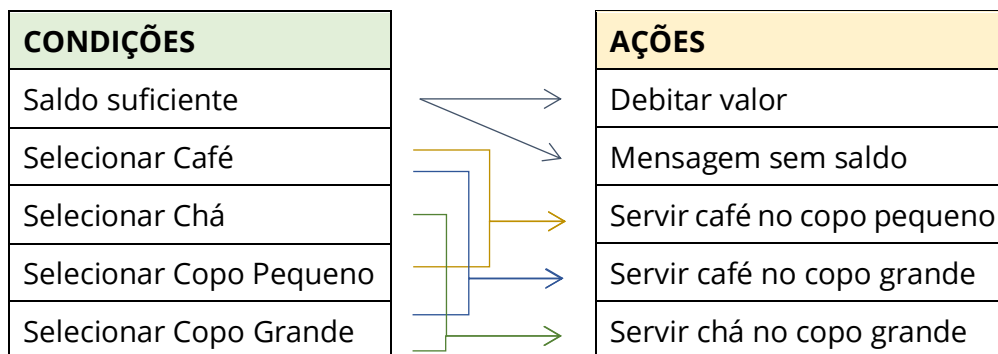 CONDIÇÕES
Saldo suficiente
Selecionar Café
Selecionar Chá
Selecionar Copo Pequeno
Selecionar Copo Grande
AÇÕES
Debitar valor
Mensagem sem saldo
Servir café no copo pequeno
Servir café no copo grande
Servir chá no copo grande